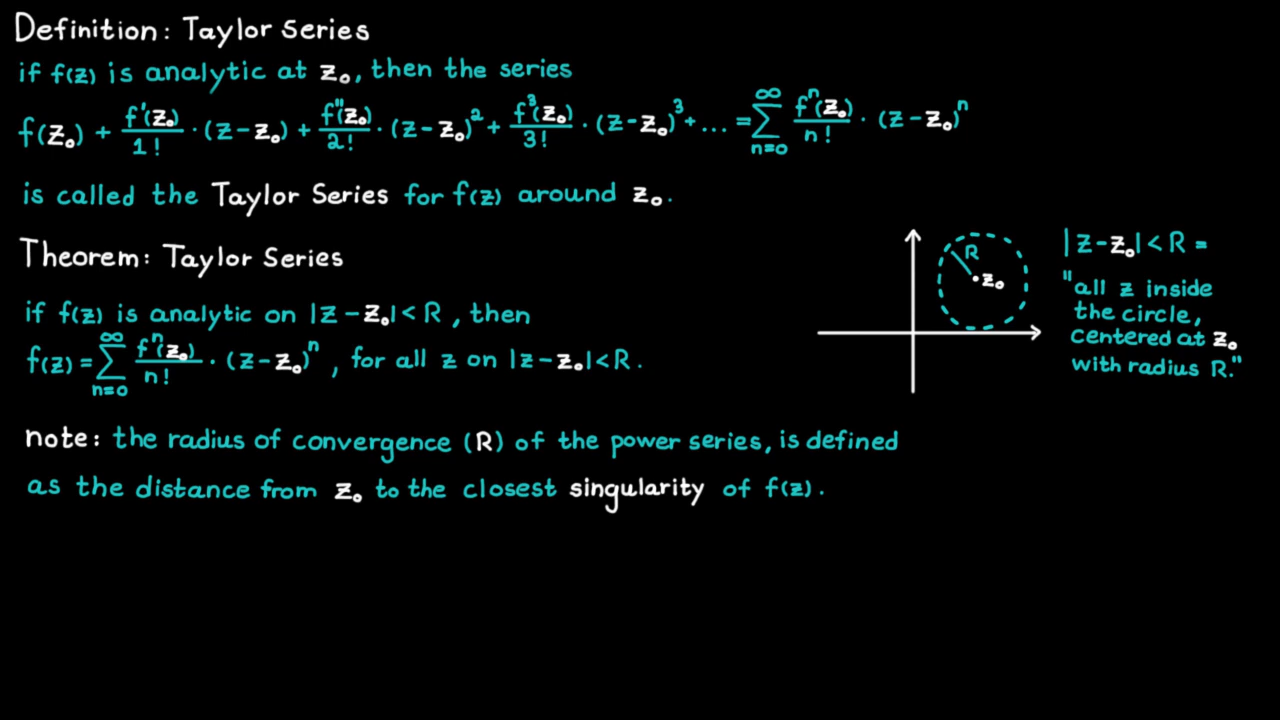 Definition: Taylor Series
if f(z) is analytic at z₀, then the series
f(z₀) + f'(z₀)/1! · (z-z₀) + f''(z₀)/2! · (z-z₀)² + f³(z₀)/3! · (z-z₀)³ + ... = ∑_{n=0}^{∞} fⁿ(z₀)/n! · (z-z₀)ⁿ
is called the Taylor Series for f(z) around z₀.
Theorem: Taylor Series
if f(z) is analytic on |z-z₀|<R, then
f(z) = ∑_{n=0}^{∞} fⁿ(z₀)/n! · (z-z₀)ⁿ, for all z on |z-z₀|<R.
R
z₀
|z-z₀|<R =
"all z inside
the circle,
centered at z₀
with radius R."
note: the radius of convergence (R) of the power series, is defined
as the distance from z₀ to the closest singularity of f(z).